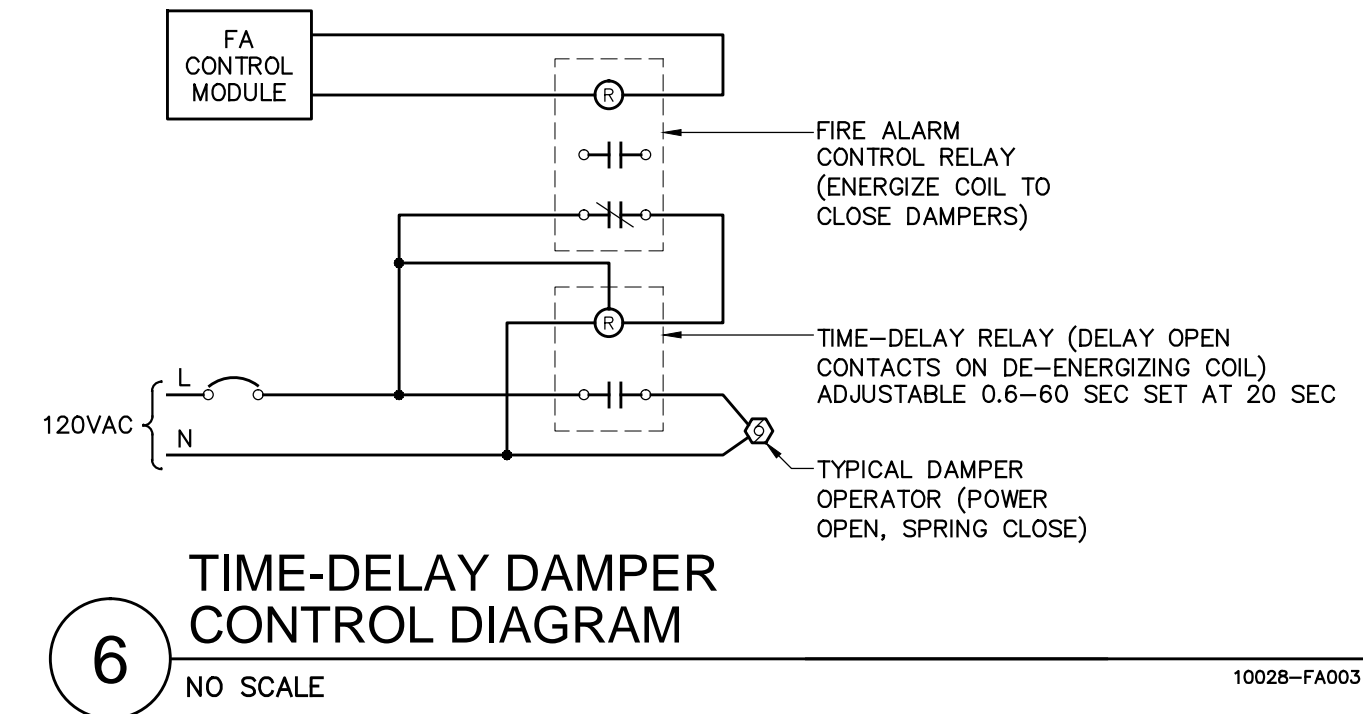 FA
CONTROL
MODULE
R
FIRE ALARM
CONTROL RELAY
(ENERGIZE COIL TO
CLOSE DAMPERS)
R
TIME-DELAY RELAY (DELAY OPEN
CONTACTS ON DE-ENERGIZING COIL)
ADJUSTABLE 0.6-60 SEC SET AT 20 SEC
L
120VAC
N
TYPICAL DAMPER
OPERATOR (POWER
OPEN, SPRING CLOSE)
TIME-DELAY DAMPER
CONTROL DIAGRAM
6
NO SCALE
10028-FA003